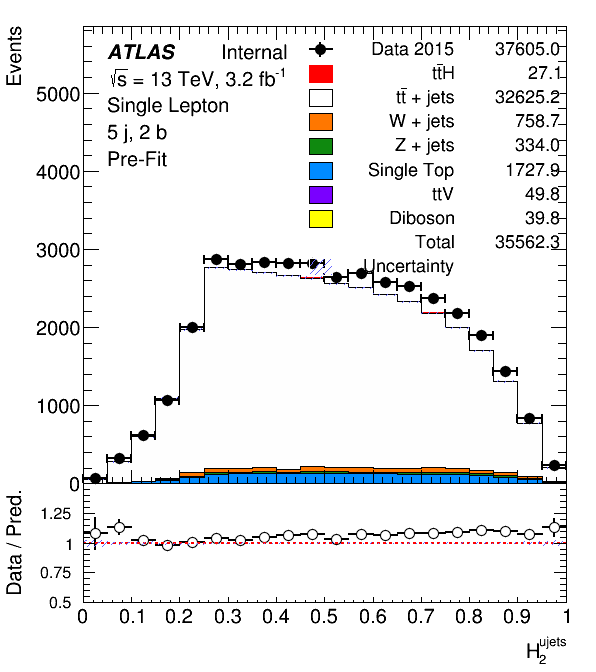 ATLAS Internal
√s = 13 TeV, 3.2 fb⁻¹
Single Lepton
5 j, 2 b
Pre-Fit
Data 2015 37605.0
tt̄H 27.1
tt̄ + jets 32625.2
W + jets 758.7
Z + jets 334.0
Single Top 1727.9
ttV 49.8
Diboson 39.8
Total 35562.3
Uncertainty
Events
5000
4000
3000
2000
1000
0
Data / Pred.
1.25
1
0.75
0.5
0 0.1 0.2 0.3 0.4 0.5 0.6 0.7 0.8 0.9 1
H₂ᵘʲᵉᵗˢ